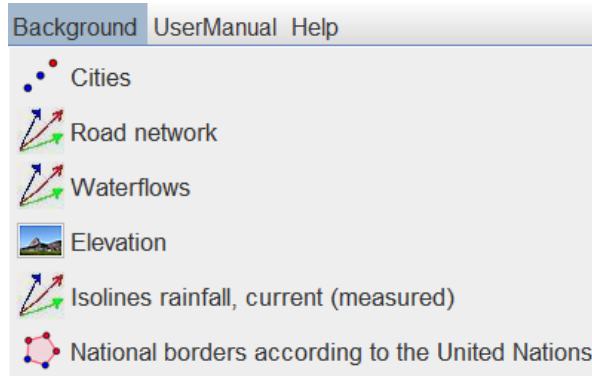 Background UserManual Help
Cities
Road network
Waterflows
Elevation
Isolines rainfall, current (measured)
National borders according to the United Nations